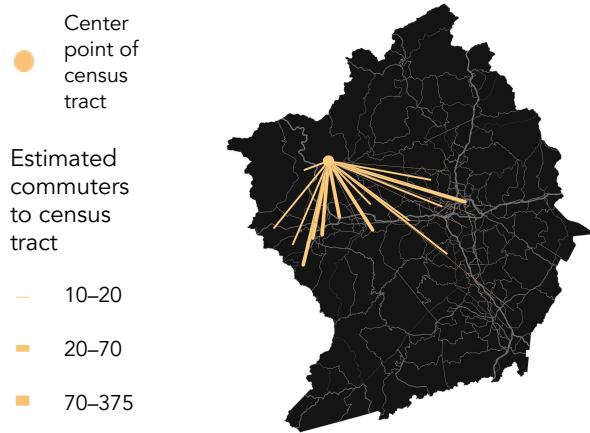 Center
point of
census
tract
Estimated
commuters
to census
tract
10–20
20–70
70–375